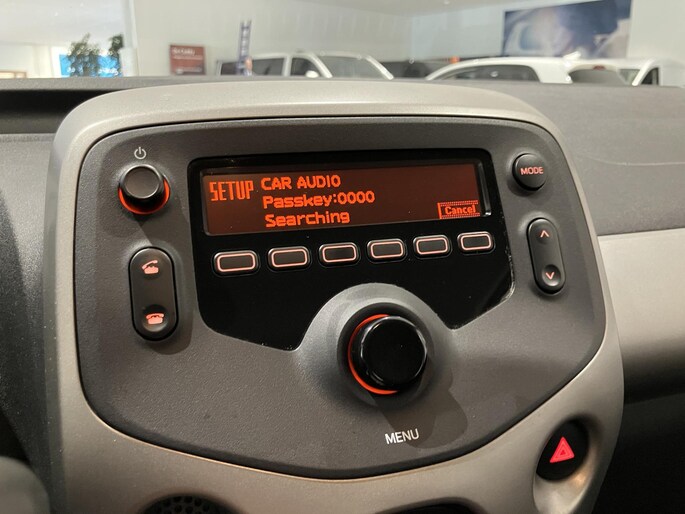 SETUP CAR AUDIO
Passkey:0000
Searching
Cancel
MODE
MENU